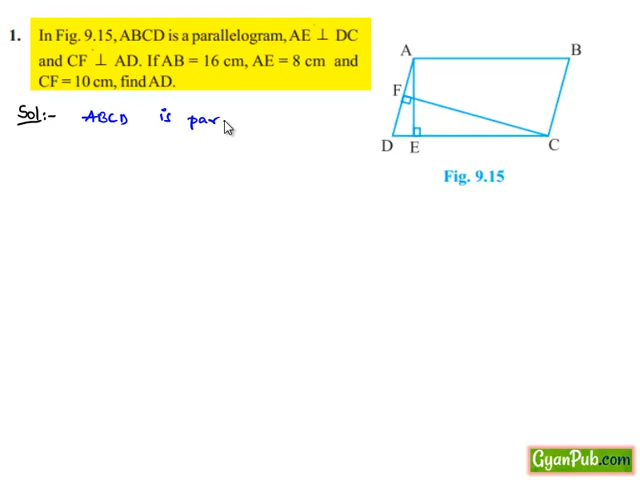 1. In Fig. 9.15, ABCD is a parallelogram, AE ⊥ DC
and CF ⊥ AD. If AB = 16 cm, AE = 8 cm and
CF = 10 cm, find AD.
Sol:- ABCD is par
A B
F
D E C
Fig. 9.15
GyanPub.com